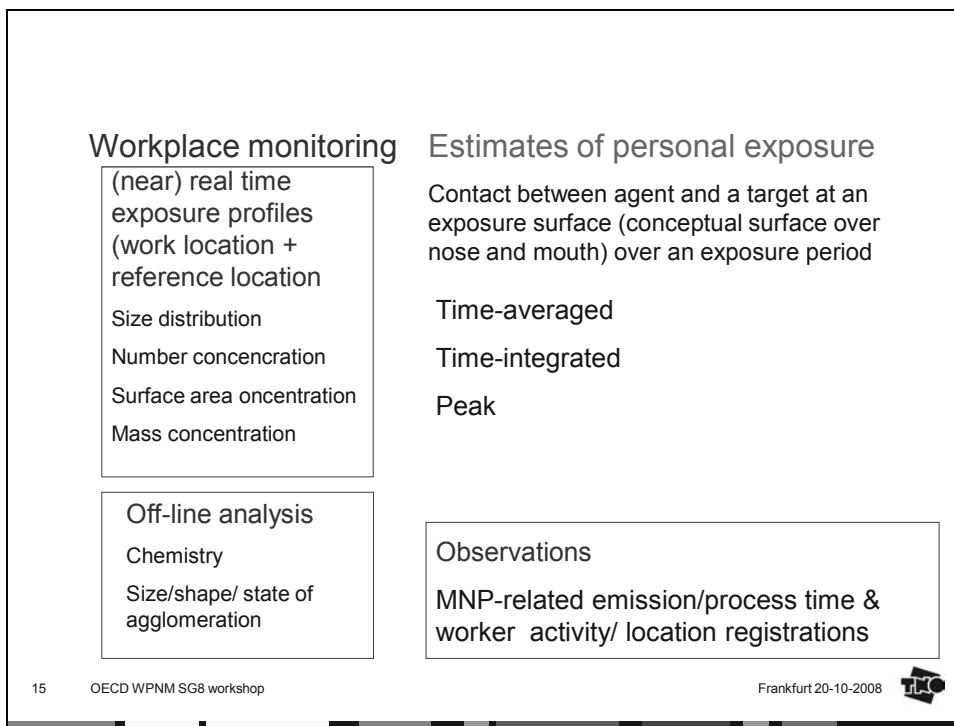 Workplace monitoring
(near) real time
exposure profiles
(work location +
reference location
Size distribution
Number concencration
Surface area oncentration
Mass concentration
Off-line analysis
Chemistry
Size/shape/ state of
agglomeration
Estimates of personal exposure
Contact between agent and a target at an
exposure surface (conceptual surface over
nose and mouth) over an exposure period
Time-averaged
Time-integrated
Peak
Observations
MNP-related emission/process time &
worker activity/ location registrations
15 OECD WPNM SG8 workshop
Frankfurt 20-10-2008
TNO